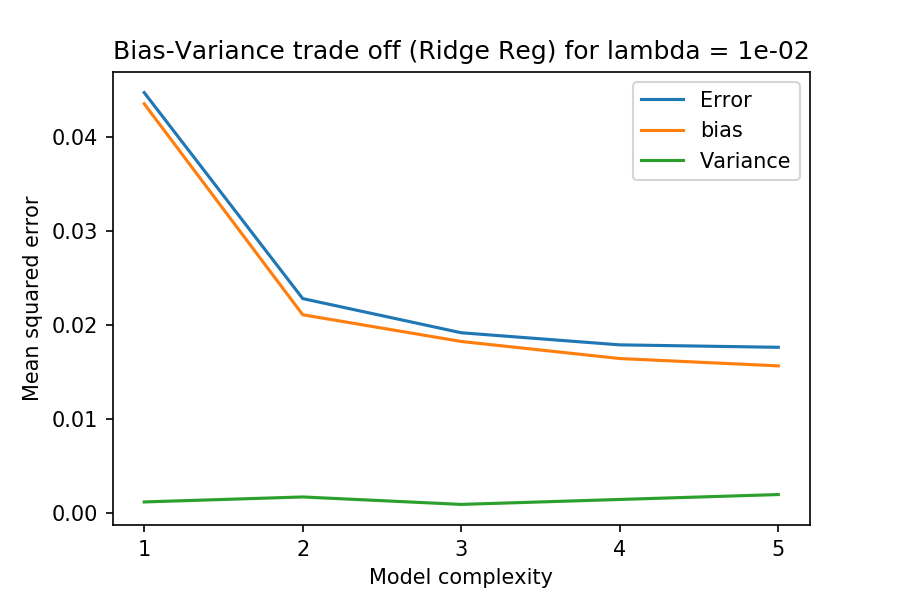 Bias-Variance trade off (Ridge Reg) for lambda = 1e-02
Error
bias
Variance
Mean squared error
0.04
0.03
0.02
0.01
0.00
1 2 3 4 5
Model complexity